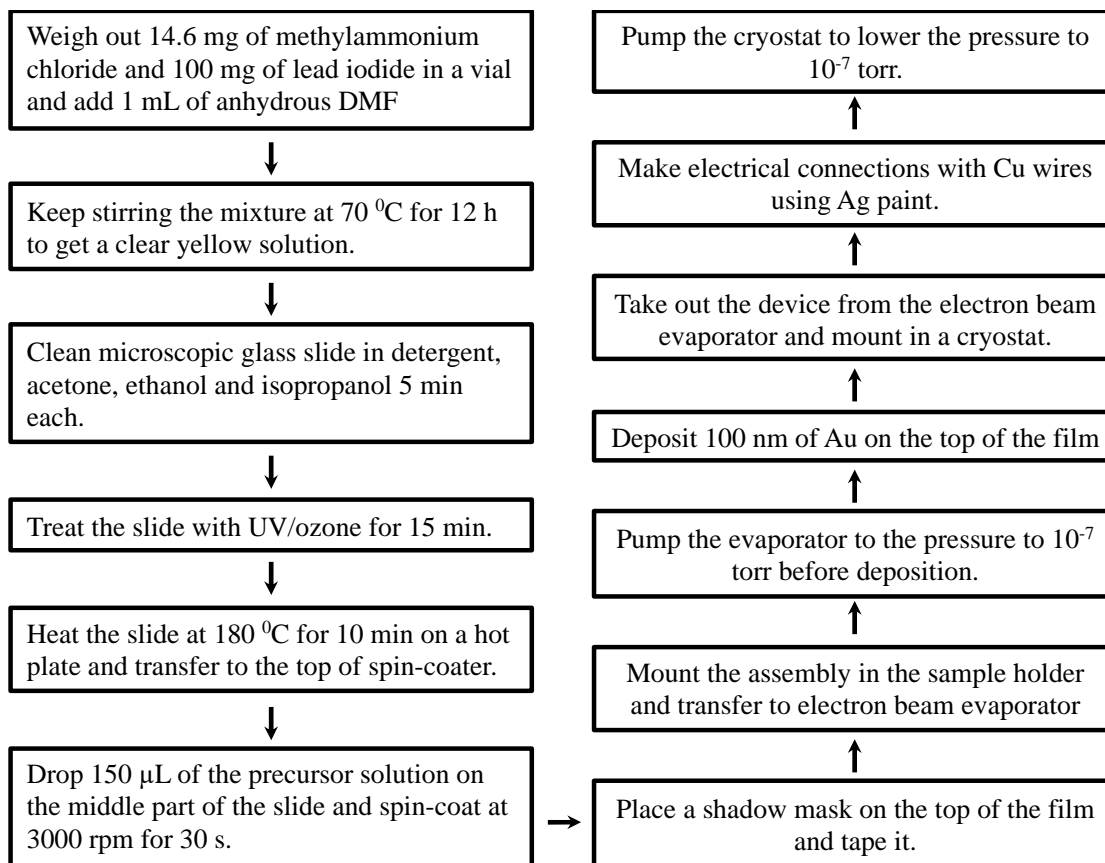 Weigh out 14.6 mg of methylammonium
chloride and 100 mg of lead iodide in a vial
and add 1 mL of anhydrous DMF
Keep stirring the mixture at 70 ⁰C for 12 h
to get a clear yellow solution.
Clean microscopic glass slide in detergent,
acetone, ethanol and isopropanol 5 min
each.
Treat the slide with UV/ozone for 15 min.
Heat the slide at 180 ⁰C for 10 min on a hot
plate and transfer to the top of spin-coater.
Drop 150 μL of the precursor solution on
the middle part of the slide and spin-coat at
3000 rpm for 30 s.
Place a shadow mask on the top of the film
and tape it.
Mount the assembly in the sample holder
and transfer to electron beam evaporator
Pump the evaporator to the pressure to 10⁻⁷
torr before deposition.
Deposit 100 nm of Au on the top of the film
Take out the device from the electron beam
evaporator and mount in a cryostat.
Make electrical connections with Cu wires
using Ag paint.
Pump the cryostat to lower the pressure to
10⁻⁷ torr.